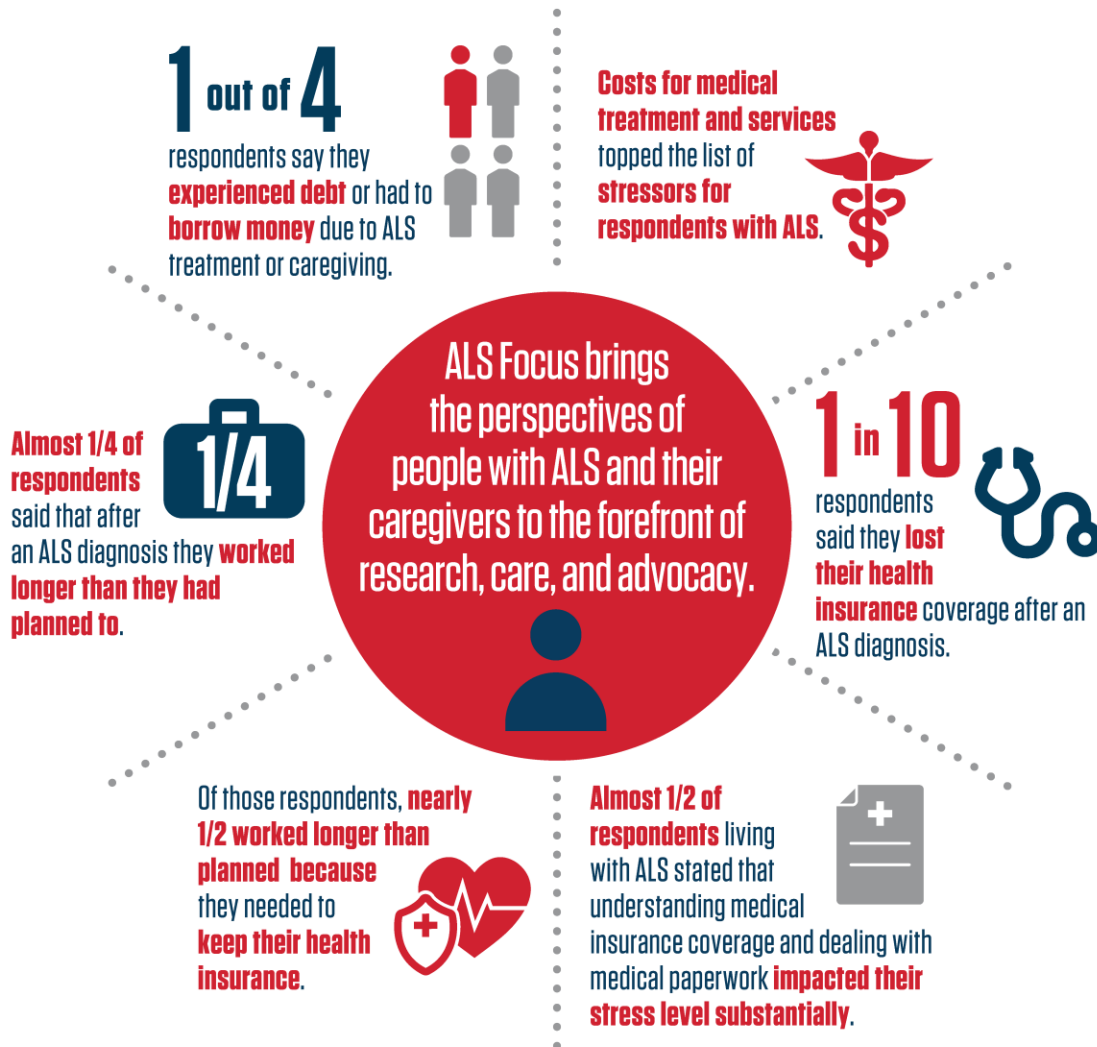 1 out of 4
respondents say they
experienced debt or had to
borrow money due to ALS
treatment or caregiving.
Costs for medical
treatment and services
topped the list of
stressors for
respondents with ALS.
ALS Focus brings
the perspectives of
people with ALS and their
caregivers to the forefront of
research, care, and advocacy.
Almost 1/4 of
respondents
said that after
an ALS diagnosis they worked
longer than they had
planned to.
1/4
1 in 10
respondents
said they lost
their health
insurance coverage after an
ALS diagnosis.
Of those respondents, nearly
1/2 worked longer than
planned because
they needed to
keep their health
insurance.
Almost 1/2 of
respondents living
with ALS stated that
understanding medical
insurance coverage and dealing with
medical paperwork impacted their
stress level substantially.